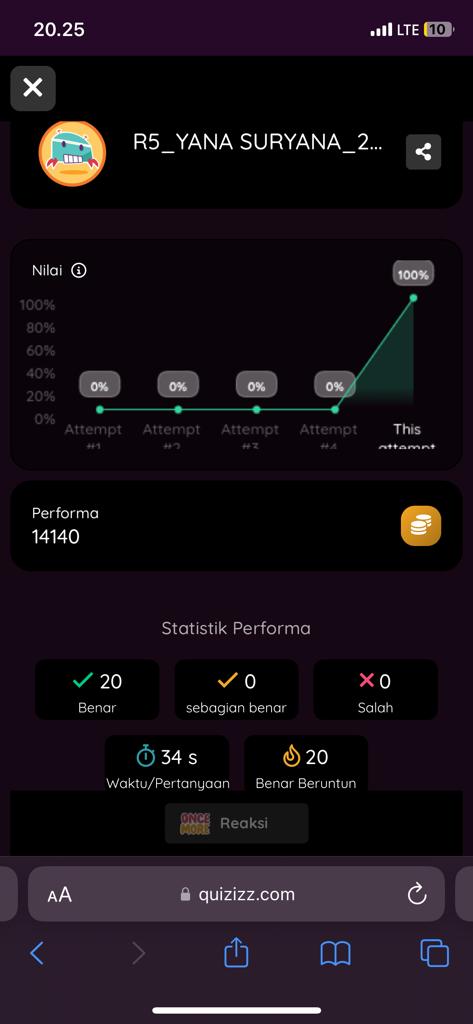 20.25
LTE 10
R5_YANA SURYANA_2...
Nilai
100%
100%
80%
60%
40%
20%
0%
0% 0% 0% 0%
Attempt Attempt Attempt Attempt This
#1 #2 #3 #4 attempt
Performa
14140
Statistik Performa
20 0 0
Benar sebagian benar Salah
34 s 20
Waktu/Pertanyaan Benar Beruntun
ONCE
MORE
Reaksi
AA quizizz.com